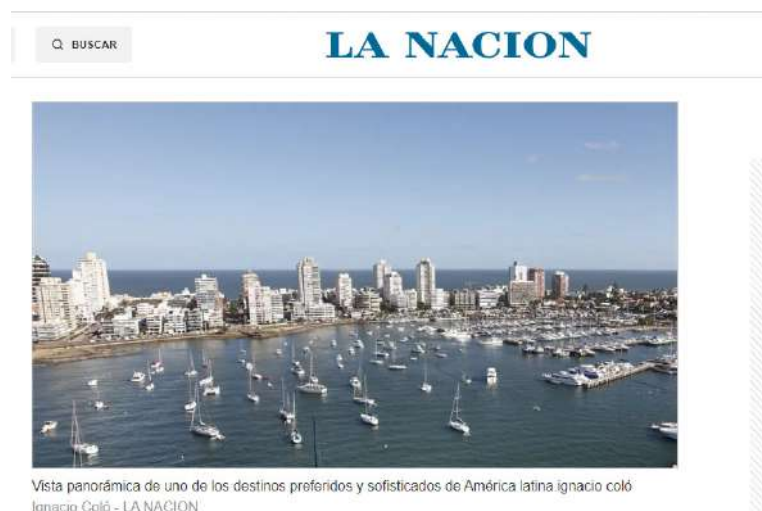 BUSCAR
LA NACION
Vista panorámica de uno de los destinos preferidos y sofisticados de América latina ignacio coló
Ignacio Coló - LA NACION